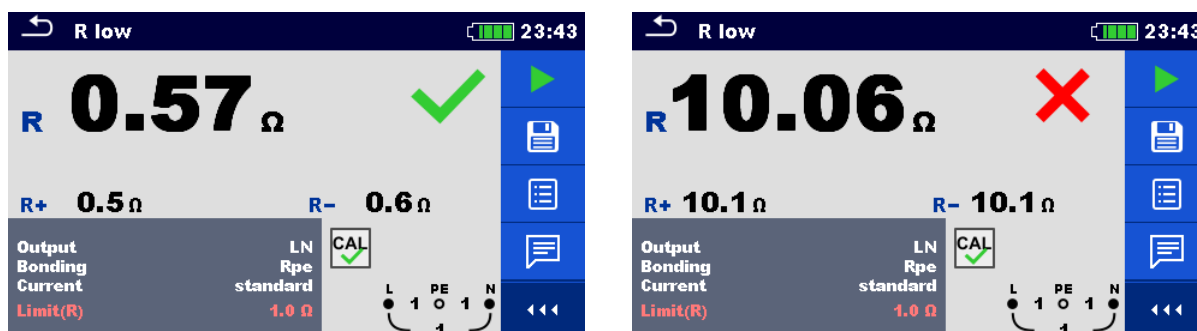 R low 23:43
R 0.57 Ω
R+ 0.5 Ω R- 0.6 Ω
Output LN
Bonding Rpe
Current standard
Limit(R) 1.0 Ω
CAL
L PE N
1 1
1
R low 23:43
R 10.06 Ω
R+ 10.1 Ω R- 10.1 Ω
Output LN
Bonding Rpe
Current standard
Limit(R) 1.0 Ω
CAL
L PE N
1 1
1